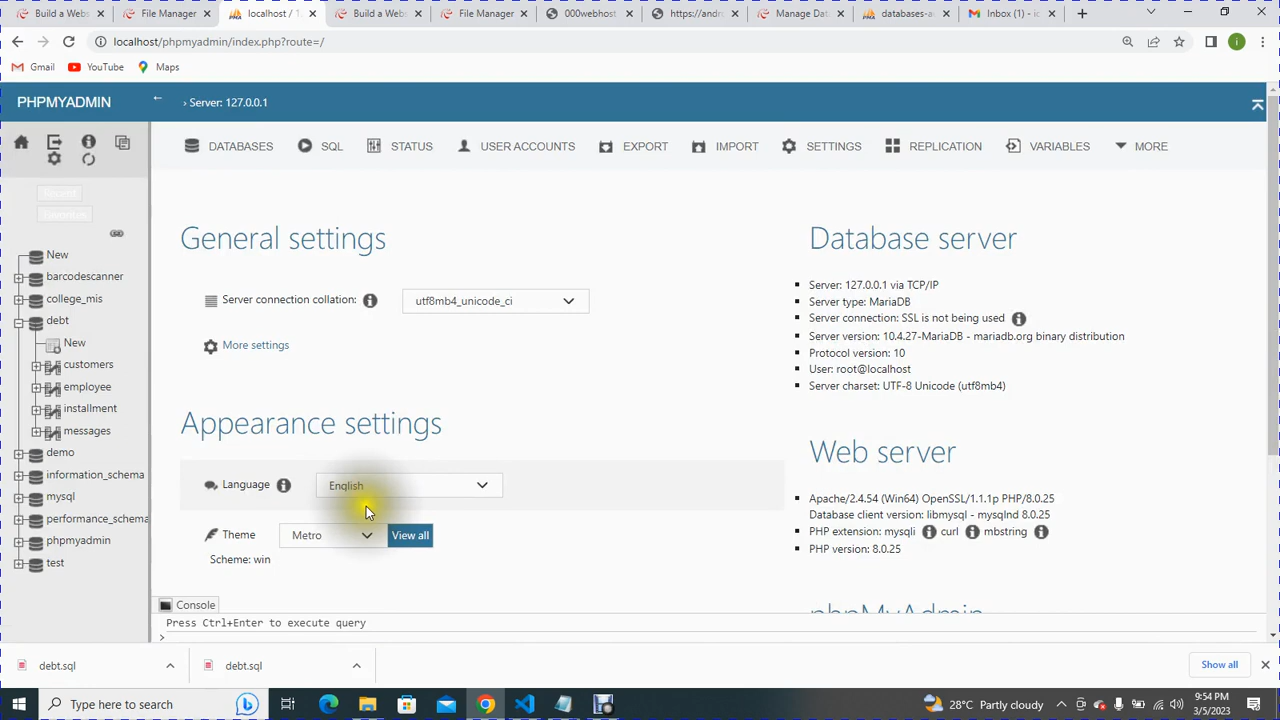 Build a Webs
File Manager
localhost / 1
Build a Webs
File Manager
000webhost
Manage Dat
Inbox (1) - i
localhost/phpmyadmin/index.php?route=/
Gmail YouTube Maps
PHPMYADMIN
← › Server: 127.0.0.1
DATABASES SQL STATUS USER ACCOUNTS EXPORT IMPORT SETTINGS REPLICATION VARIABLES MORE
Recent
Favorites
New
barcodescanner
college_mis
debt
New
customers
employee
installment
messages
demo
information_schema
mysql
performance_schema
phpmyadmin
test
General settings
Server connection collation: utf8mb4_unicode_ci
More settings
Appearance settings
Language English
Theme Metro View all
Scheme: win
Database server
Server: 127.0.0.1 via TCP/IP
Server type: MariaDB
Server connection: SSL is not being used
Server version: 10.4.27-MariaDB - mariadb.org binary distribution
Protocol version: 10
User: root@localhost
Server charset: UTF-8 Unicode (utf8mb4)
Web server
Apache/2.4.54 (Win64) OpenSSL/1.1.1p PHP/8.0.25
Database client version: libmysql - mysqlnd 8.0.25
PHP extension: mysqli curl mbstring
PHP version: 8.0.25
phpMyAdmin
Console
Press Ctrl+Enter to execute query
>
debt.sql
debt.sql
Show all
Type here to search
28°C Partly cloudy
9:54 PM
3/5/2023